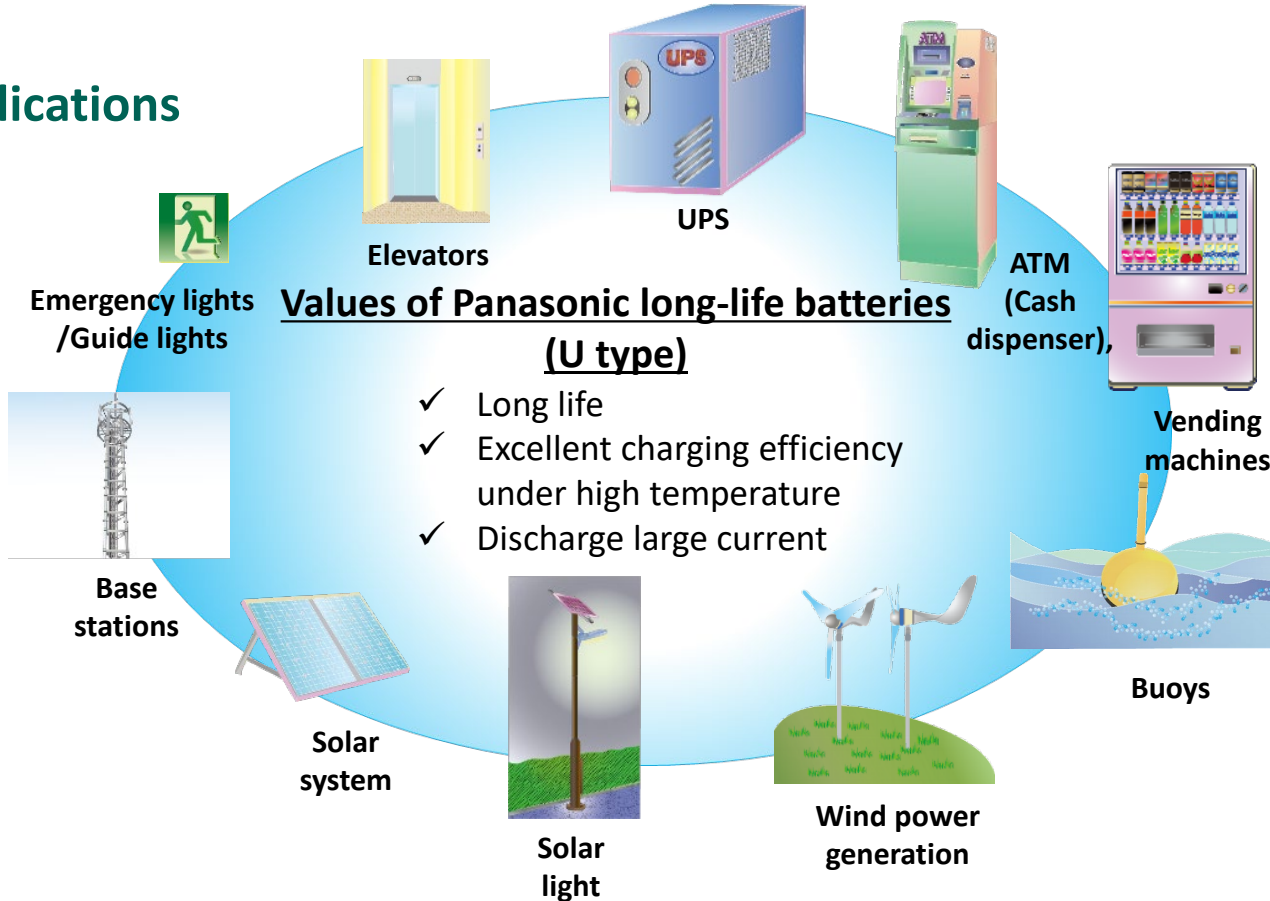 lications
UPS
ATM
Elevators
UPS
ATM
(Cash
dispenser),
Emergency lights
/Guide lights
Values of Panasonic long-life batteries
(U type)
✓ Long life
✓ Excellent charging efficiency
under high temperature
✓ Discharge large current
Vending
machines
Base
stations
Buoys
Solar
system
Wind power
generation
Solar
light